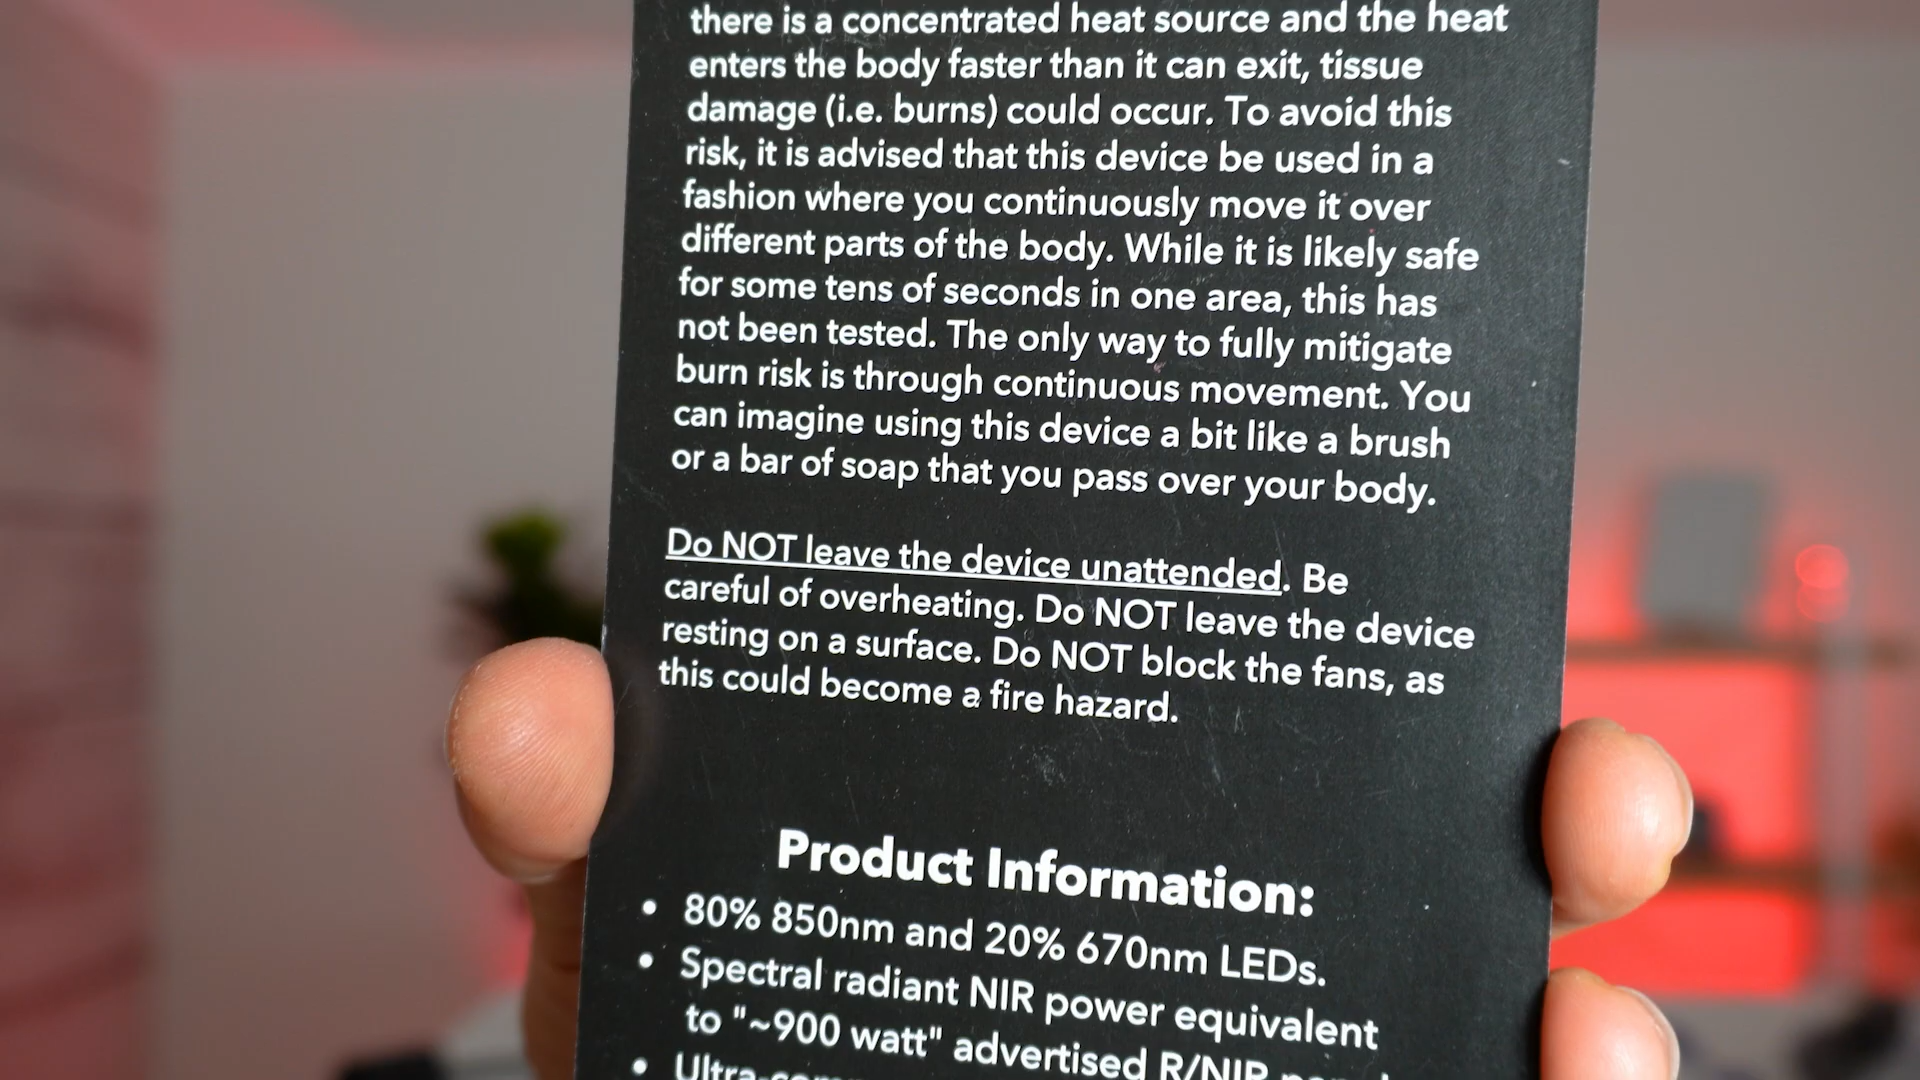 there is a concentrated heat source and the heat
enters the body faster than it can exit, tissue
damage (i.e. burns) could occur. To avoid this
risk, it is advised that this device be used in a
fashion where you continuously move it over
different parts of the body. While it is likely safe
for some tens of seconds in one area, this has
not been tested. The only way to fully mitigate
burn risk is through continuous movement. You
can imagine using this device a bit like a brush
or a bar of soap that you pass over your body.
Do NOT leave the device unattended. Be
careful of overheating. Do NOT leave the device
resting on a surface. Do NOT block the fans, as
this could become a fire hazard.
Product Information:
• 80% 850nm and 20% 670nm LEDs.
• Spectral radiant NIR power equivalent
to "~900 watt" advertised R/NIR
•